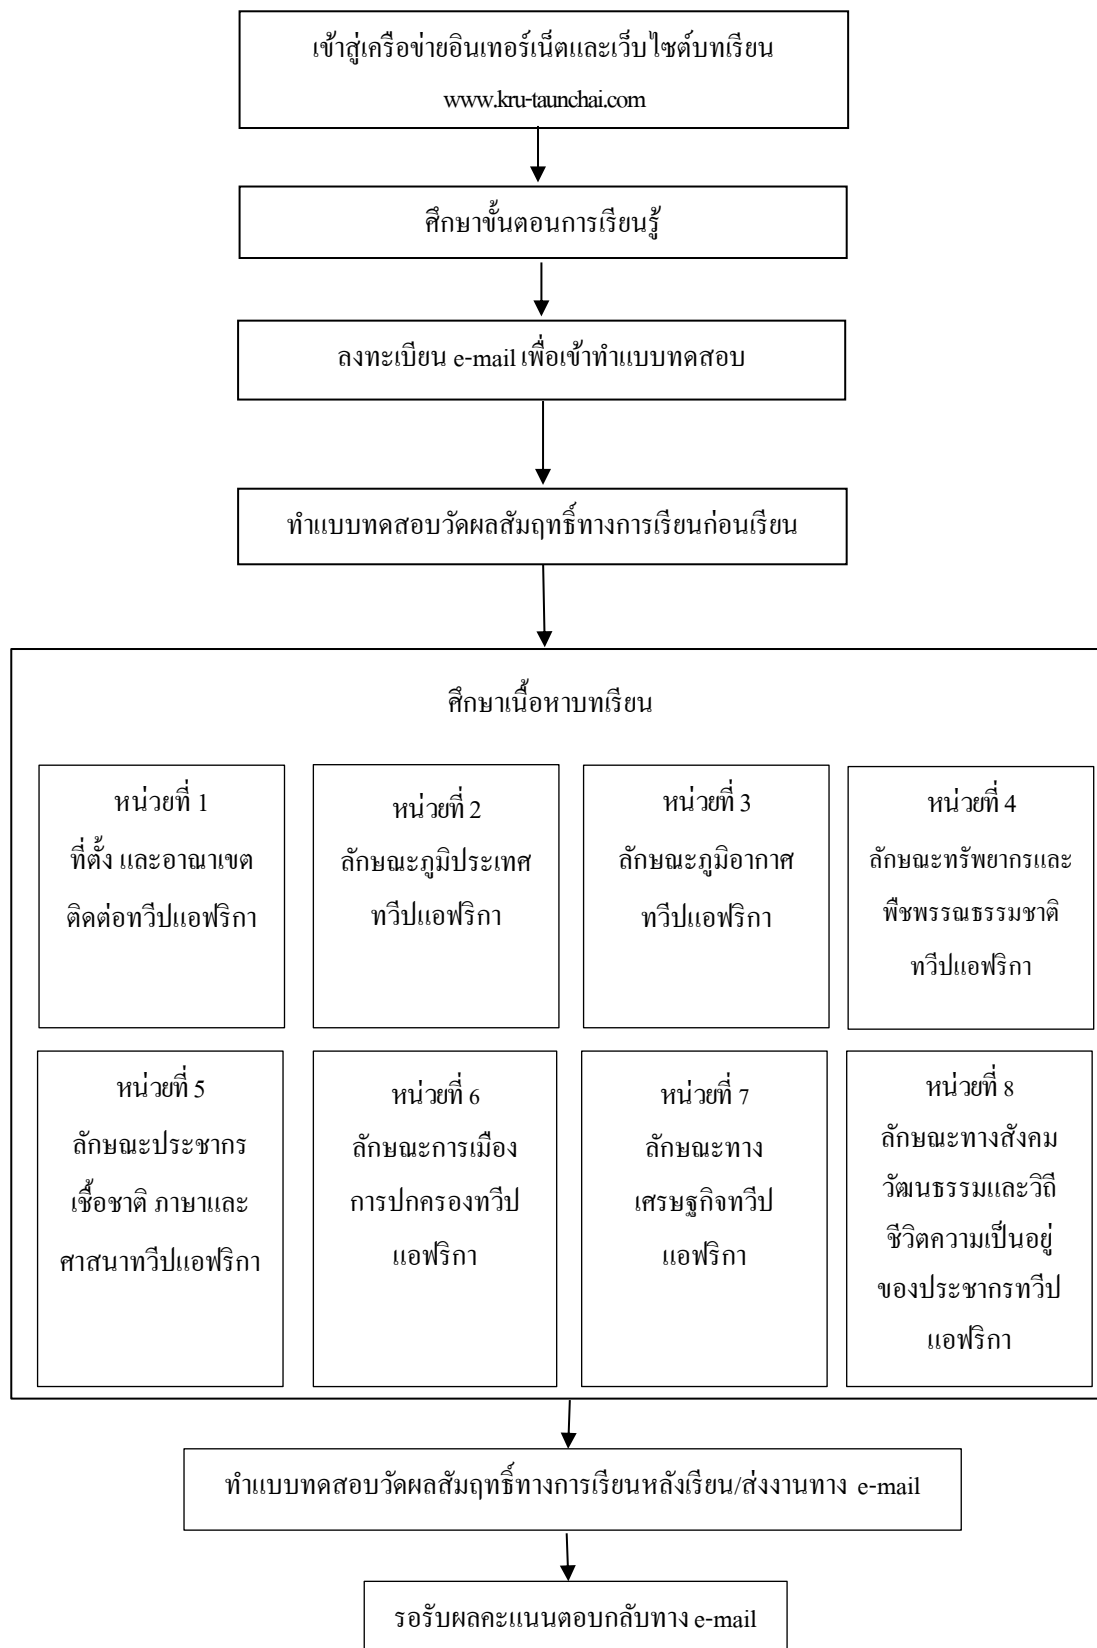 เข้าสู่เครือข่ายอินเทอร์เน็ตและเว็บไซต์บทเรียน
www.kru-taunchai.com
ศึกษาขั้นตอนการเรียนรู้
ลงทะเบียน e-mail เพื่อเข้าทำแบบทดสอบ
ทำแบบทดสอบวัดผลสัมฤทธิ์ทางการเรียนก่อนเรียน
ศึกษาเนื้อหาบทเรียน
หน่วยที่ 1
ที่ตั้ง และอาณาเขต
ติดต่อทวีปแอฟริกา
หน่วยที่ 2
ลักษณะภูมิประเทศ
ทวีปแอฟริกา
หน่วยที่ 3
ลักษณะภูมิอากาศ
ทวีปแอฟริกา
หน่วยที่ 4
ลักษณะทรัพยากรและ
พืชพรรณธรรมชาติ
ทวีปแอฟริกา
หน่วยที่ 5
ลักษณะประชากร
เชื้อชาติ ภาษาและ
ศาสนาทวีปแอฟริกา
หน่วยที่ 6
ลักษณะการเมือง
การปกครองทวีป
แอฟริกา
หน่วยที่ 7
ลักษณะทาง
เศรษฐกิจทวีป
แอฟริกา
หน่วยที่ 8
ลักษณะทางสังคม
วัฒนธรรมและวิถี
ชีวิตความเป็นอยู่
ของประชากรทวีป
แอฟริกา
ทำแบบทดสอบวัดผลสัมฤทธิ์ทางการเรียนหลังเรียน/ส่งงานทาง e-mail
รอรับผลคะแนนตอบกลับทาง e-mail